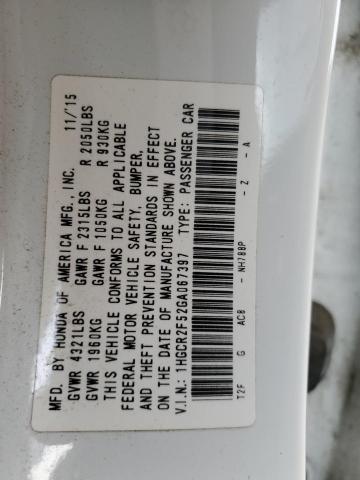 MFD. BY HONDA OF AMERICA MFG., INC. 11/'15
GVWR 4321LBS GAWR F 2315LBS R 2050LBS
GVWR 1960KG GAWR F 1050KG R 930KG
THIS VEHICLE CONFORMS TO ALL APPLICABLE
FEDERAL MOTOR VEHICLE SAFETY, BUMPER,
AND THEFT PREVENTION STANDARDS IN EFFECT
ON THE DATE OF MANUFACTURE SHOWN ABOVE.
V.I.N.: 1HGCR2F52GA067397 TYPE: PASSENGER CAR
T2F G AC8 - NH788P - Z - A